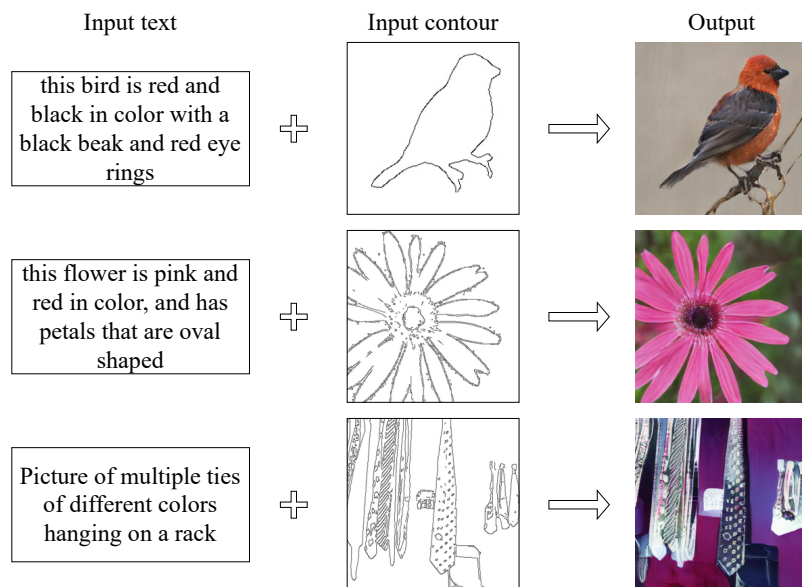 Input text
Input contour
Output
this bird is red and
black in color with a
black beak and red eye
rings
this flower is pink and
red in color, and has
petals that are oval
shaped
Picture of multiple ties
of different colors
hanging on a rack